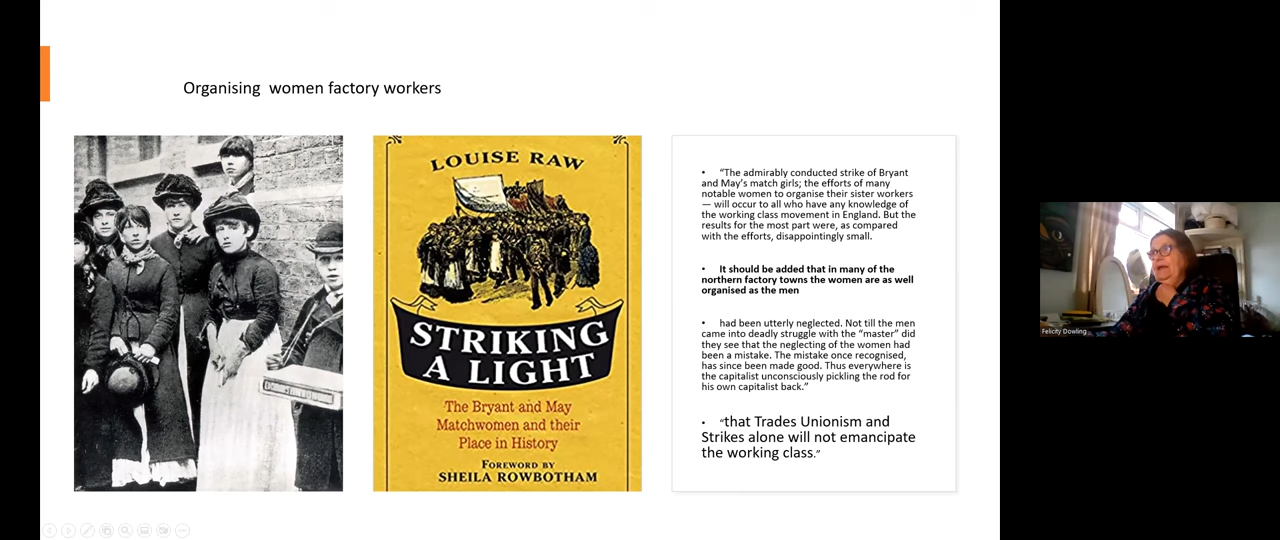 Organising  women factory workers
LOUISE RAW
STRIKING
A LIGHT
The Bryant and May
Matchwomen and their
Place in History
FOREWORD BY
SHEILA ROWBOTHAM
• “The admirably conducted strike of Bryant
and May’s match girls; the efforts of many
notable women to organise their sister workers
— will occur to all who have any knowledge of
the working class movement in England. But the
results for the most part were, as compared
with the efforts, disappointingly small.
• It should be added that in many of the
northern factory towns the women are as well
organised as the men
• had been utterly neglected. Not till the men
came into deadly struggle with the “master” did
they see that the neglecting of the women had
been a mistake. The mistake once recognised,
has since been made good. Thus everywhere is
the capitalist unconsciously pickling the rod for
his own capitalist back.”
• “that Trades Unionism and
Strikes alone will not emancipate
the working class.”
Felicity Dowling